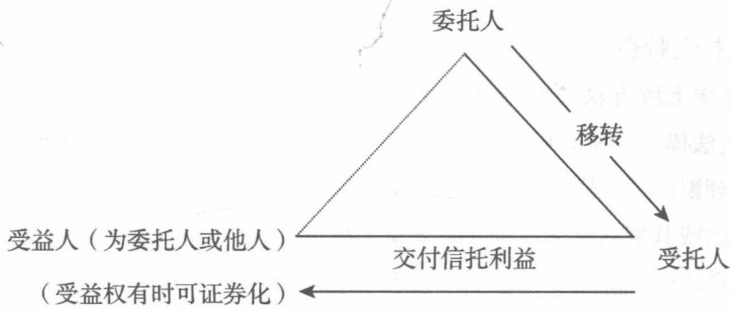 委托人
移转
受益人（为委托人或他人）
交付信托利益
受托人
（受益权有时可证券化）